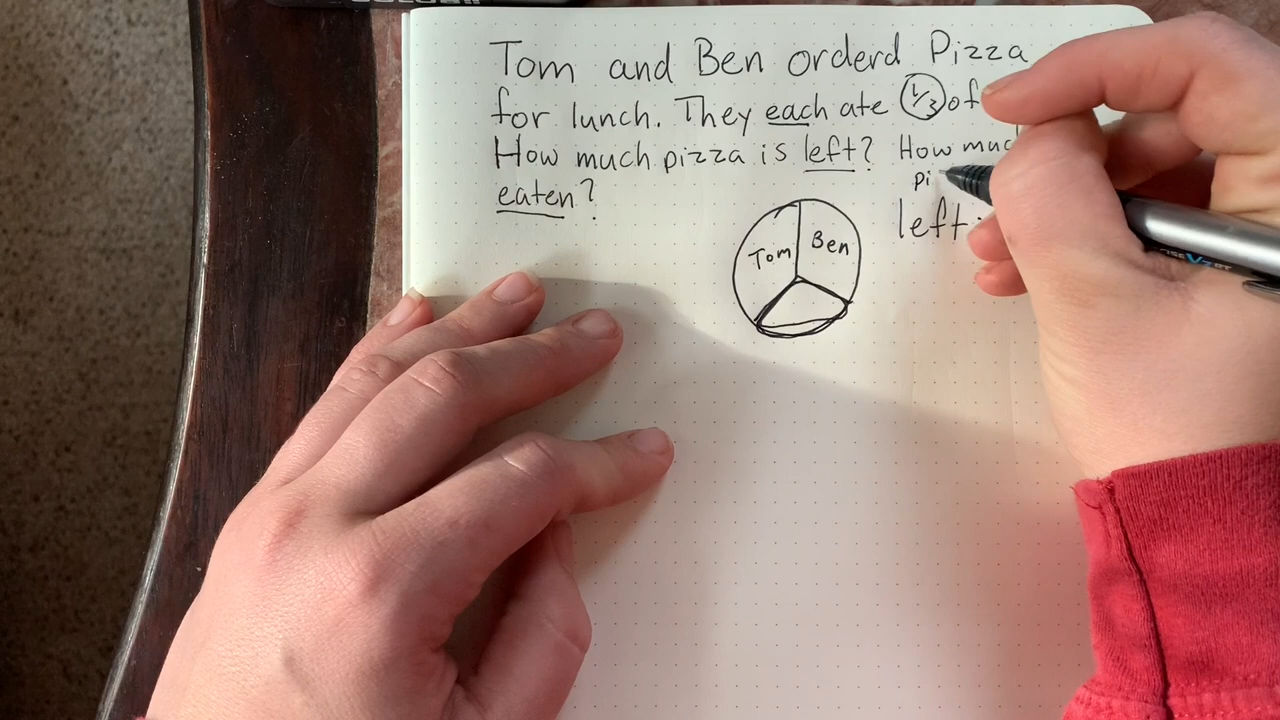 Tom and Ben orderd Pizza
for lunch. They each ate 1/3 of
How much pizza is left? How muc
pi
eaten?
left:
Tom
Ben